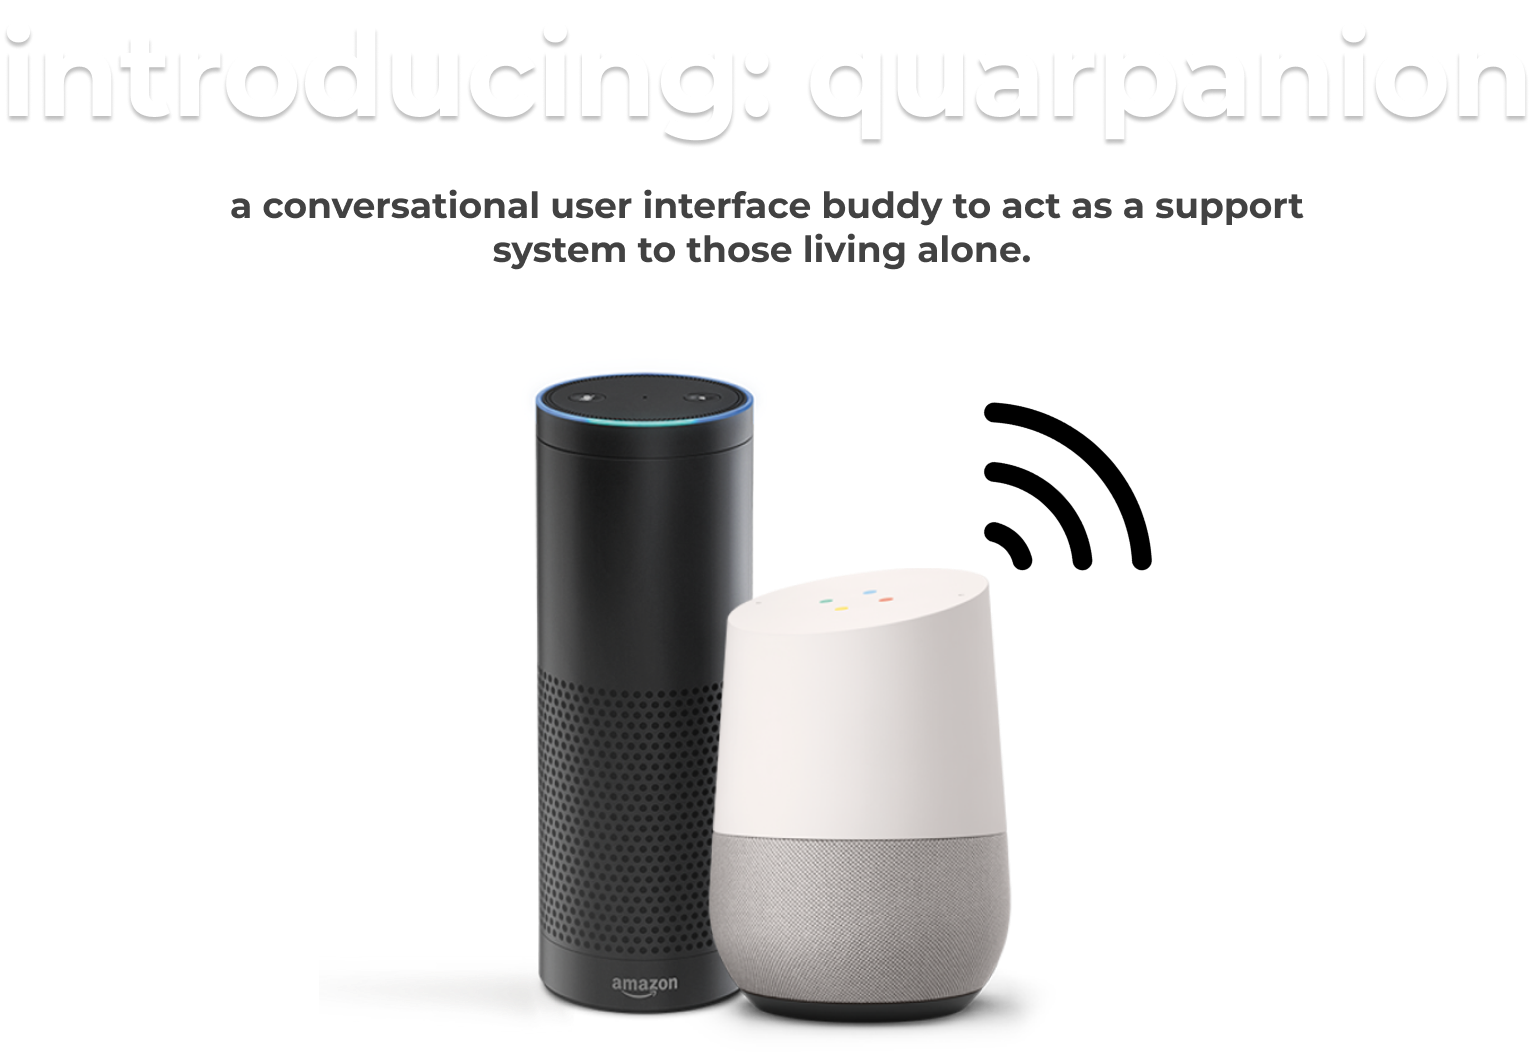 introducing: quarpanion
a conversational user interface buddy to act as a support
system to those living alone.
amazon